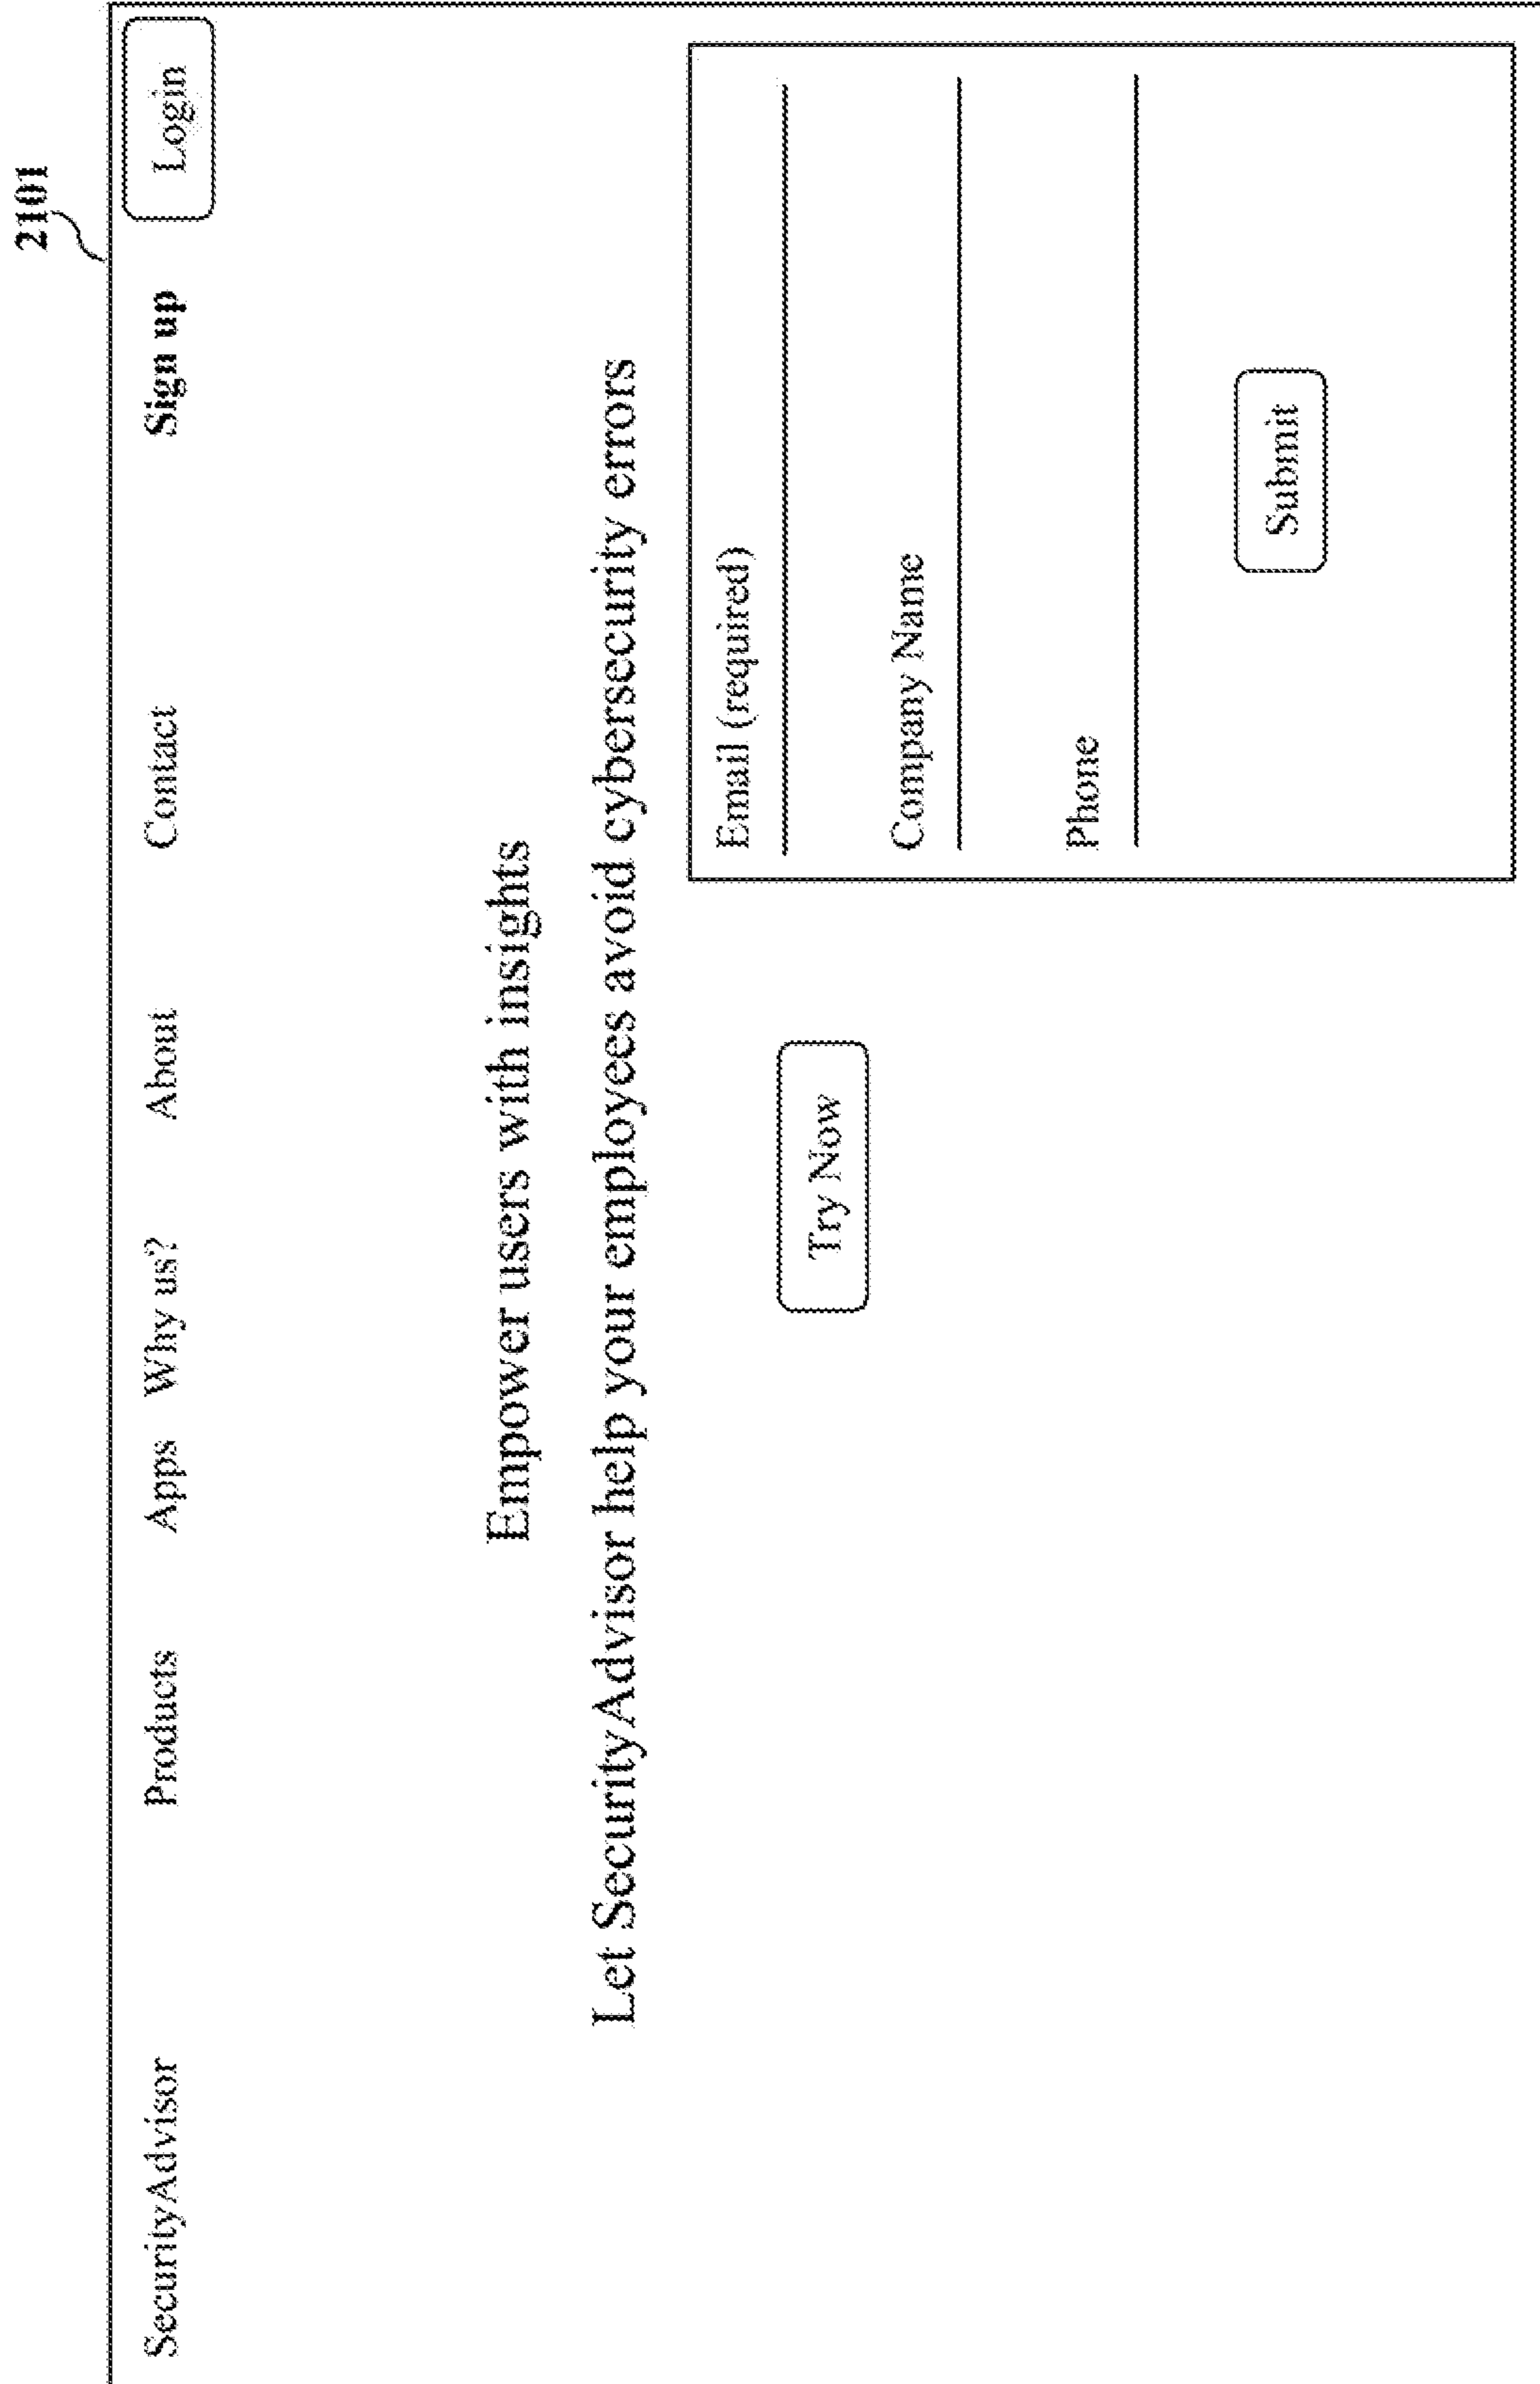 2101
SecurityAdvisor Products Apps Why us? About Contact Sign up Login
Empower users with insights
Let SecurityAdvisor help your employees avoid cybersecurity errors
Try Now
Email (required)
Company Name
Phone
Submit